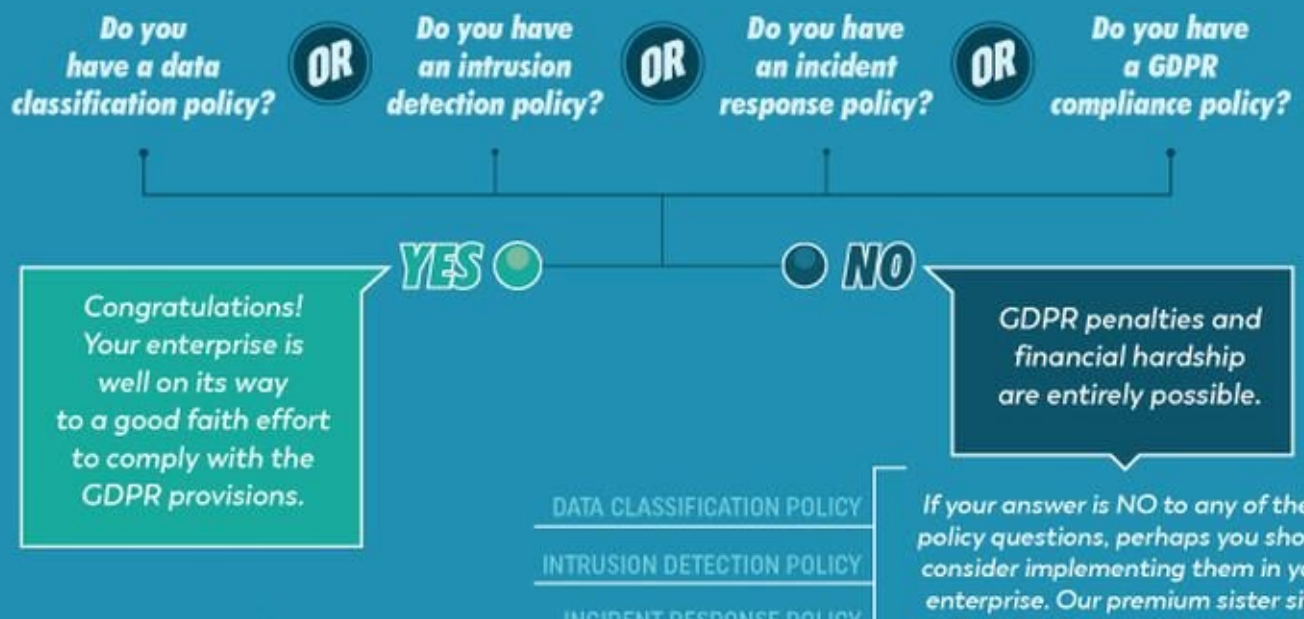 Do you
have a data
classification policy?
OR
Do you have
an intrusion
detection policy?
OR
Do you have
an incident
response policy?
OR
Do you have
a GDPR
compliance policy?
YES
NO
Congratulations!
Your enterprise is
well on its way
to a good faith effort
to comply with the
GDPR provisions.
GDPR penalties and
financial hardship
are entirely possible.
DATA CLASSIFICATION POLICY
INTRUSION DETECTION POLICY
INCIDENT RESPONSE POLICY
If your answer is NO to any of the
policy questions, perhaps you sho
consider implementing them in yo
enterprise. Our premium sister si